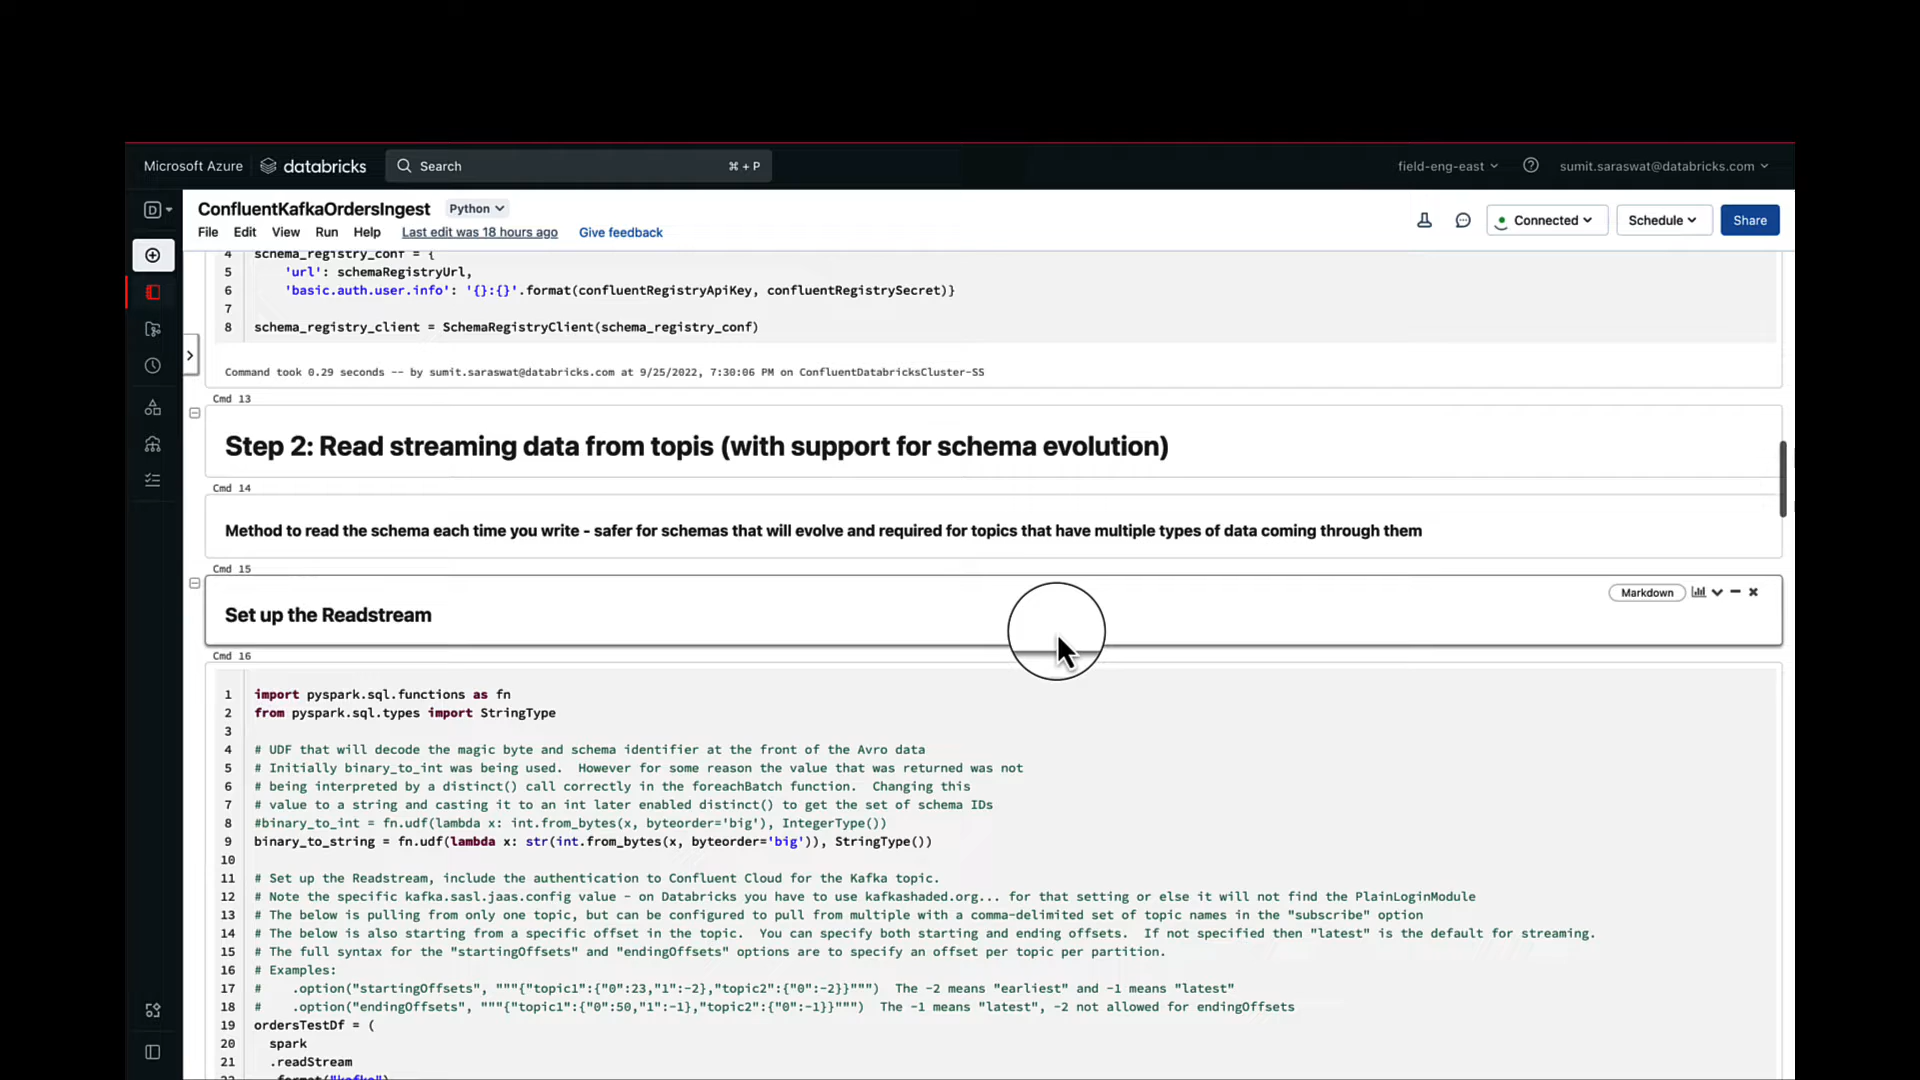 Microsoft Azure databricks Search ⌘ + P field-eng-east sumit.saraswat@databricks.com
D
ConfluentKafkaOrdersIngest Python
File Edit View Run Help Last edit was 18 hours ago Give feedback
Connected Schedule Share
4 schema_registry_conf = {
5 'url': schemaRegistryUrl,
6 'basic.auth.user.info': '{}:{}'.format(confluentRegistryApiKey, confluentRegistrySecret)}
7
8 schema_registry_client = SchemaRegistryClient(schema_registry_conf)
Command took 0.29 seconds -- by sumit.saraswat@databricks.com at 9/25/2022, 7:30:06 PM on ConfluentDatabricksCluster-SS
Cmd 13
Step 2: Read streaming data from topis (with support for schema evolution)
Cmd 14
Method to read the schema each time you write - safer for schemas that will evolve and required for topics that have multiple types of data coming through them
Cmd 15
Markdown
Set up the Readstream
Cmd 16
1 import pyspark.sql.functions as fn
2 from pyspark.sql.types import StringType
3
4 # UDF that will decode the magic byte and schema identifier at the front of the Avro data
5 # Initially binary_to_int was being used.  However for some reason the value that was returned was not
6 # being interpreted by a distinct() call correctly in the foreachBatch function.  Changing this
7 # value to a string and casting it to an int later enabled distinct() to get the set of schema IDs
8 #binary_to_int = fn.udf(lambda x: int.from_bytes(x, byteorder='big'), IntegerType())
9 binary_to_string = fn.udf(lambda x: str(int.from_bytes(x, byteorder='big')), StringType())
10
11 # Set up the Readstream, include the authentication to Confluent Cloud for the Kafka topic.
12 # Note the specific kafka.sasl.jaas.config value - on Databricks you have to use kafkashaded.org... for that setting or else it will not find the PlainLoginModule
13 # The below is pulling from only one topic, but can be configured to pull from multiple with a comma-delimited set of topic names in the "subscribe" option
14 # The below is also starting from a specific offset in the topic.  You can specify both starting and ending offsets.  If not specified then "latest" is the default for streaming.
15 # The full syntax for the "startingOffsets" and "endingOffsets" options are to specify an offset per topic per partition.
16 # Examples:
17 #    .option("startingOffsets", """{"topic1":{"0":23,"1":-2},"topic2":{"0":-2}}""")  The -2 means "earliest" and -1 means "latest"
18 #    .option("endingOffsets", """{"topic1":{"0":50,"1":-1},"topic2":{"0":-1}}""")  The -1 means "latest", -2 not allowed for endingOffsets
19 ordersTestDf = (
20 spark
21 .readStream
22 .format("kafka")